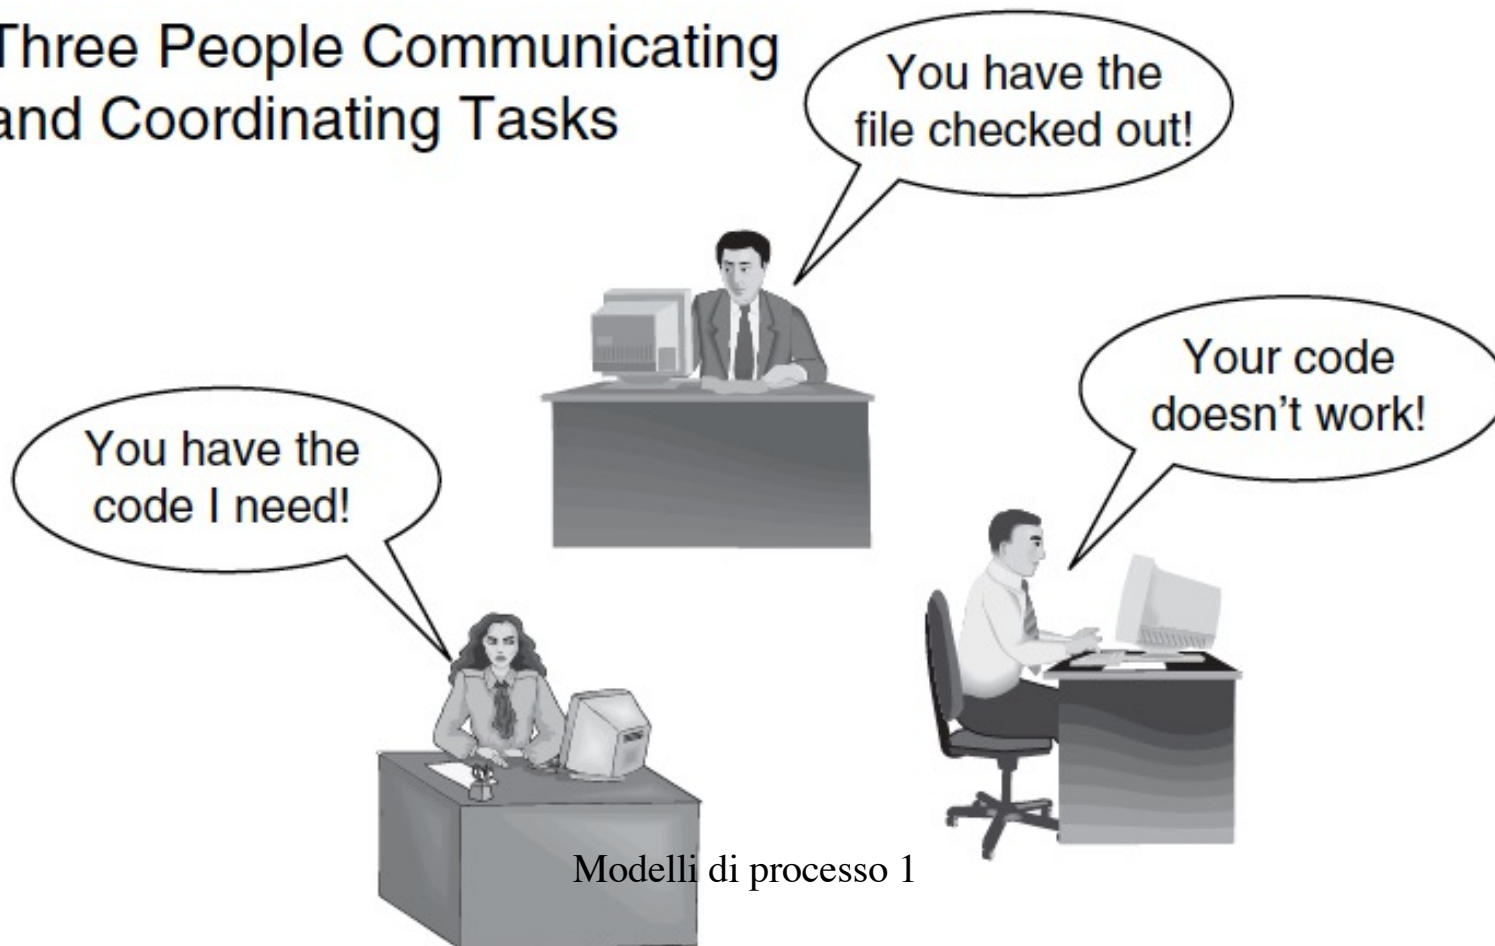 Three People Communicating
and Coordinating Tasks
You have the
file checked out!
Your code
doesn't work!
You have the
code I need!
Modelli di processo 1